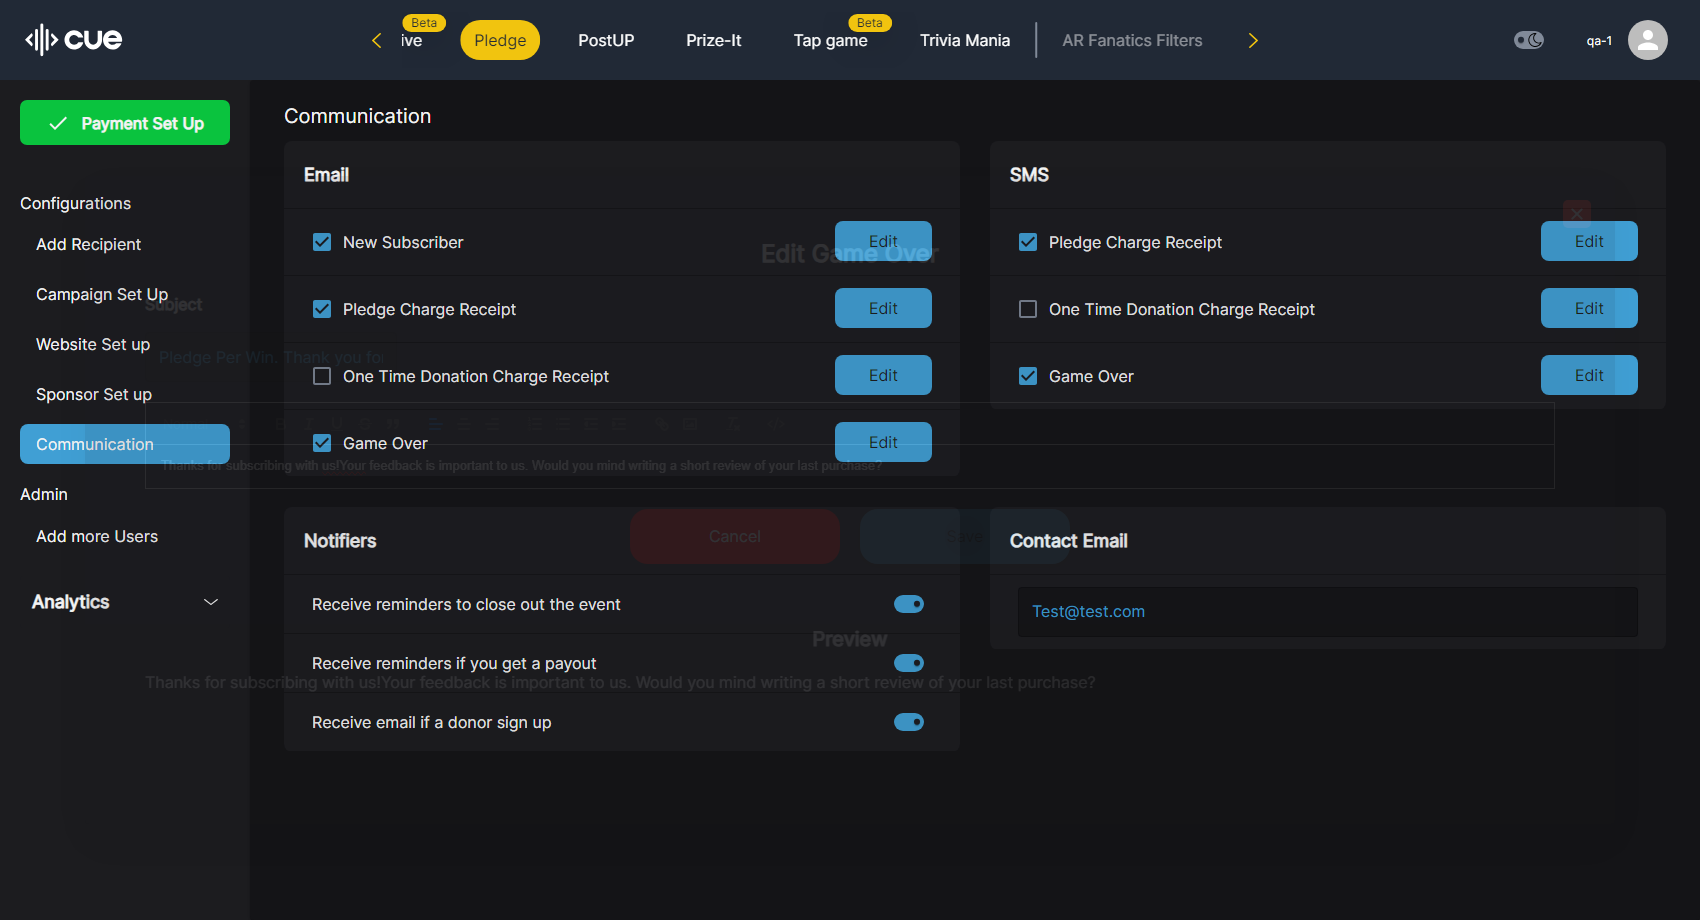 cue
Beta
ive
Pledge
PostUP
Prize-It
Beta
Tap game
Trivia Mania
AR Fanatics Filters
qa-1
Payment Set Up
Configurations
Add Recipient
Campaign Set Up
Website Set up
Sponsor Set up
Communication
Admin
Add more Users
Analytics
Communication
Email
New Subscriber
Edit
Pledge Charge Receipt
Edit
One Time Donation Charge Receipt
Edit
Game Over
Edit
SMS
Pledge Charge Receipt
Edit
One Time Donation Charge Receipt
Edit
Game Over
Edit
Notifiers
Receive reminders to close out the event
Receive reminders if you get a payout
Receive email if a donor sign up
Contact Email
Test@test.com
Edit Game Over
Subject
Pledge Per Win. Thank you for
Thanks for subscribing with us!Your feedback is important to us. Would you mind writing a short review of your last purchase?
Cancel
Save
Preview
Thanks for subscribing with us!Your feedback is important to us. Would you mind writing a short review of your last purchase?